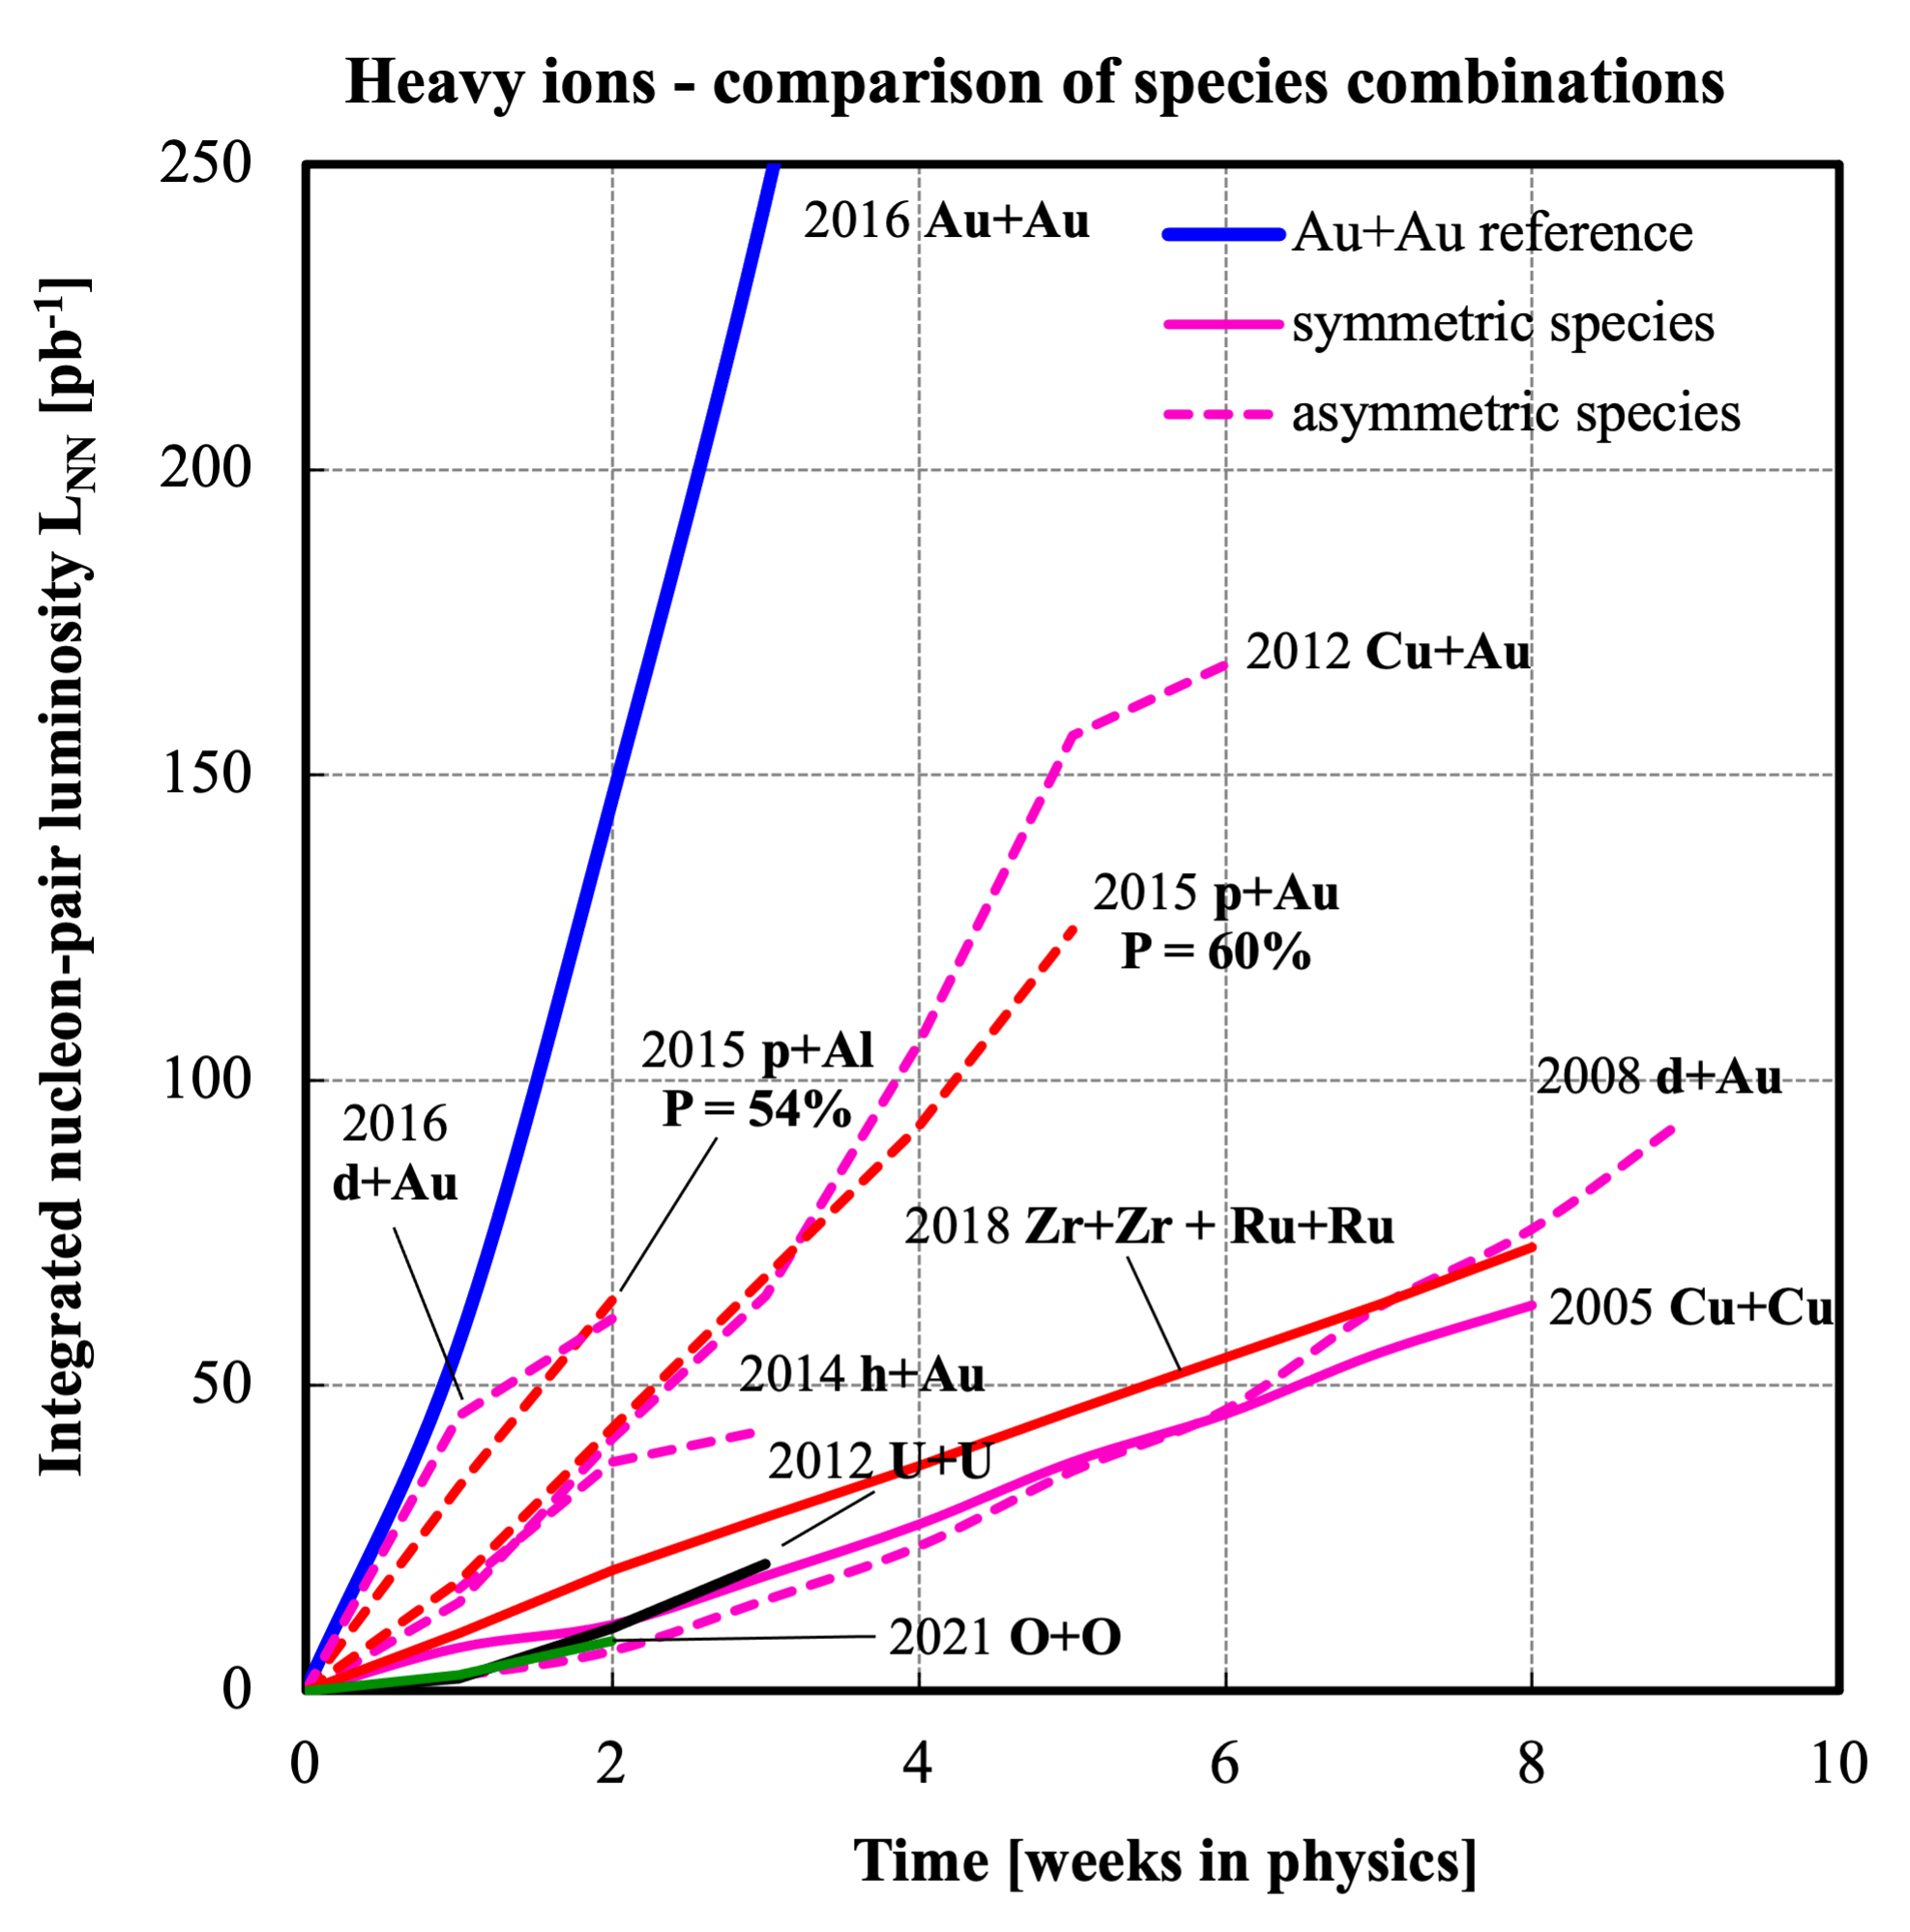 Heavy ions - comparison of species combinations
Integrated nucleon-pair luminosity L_NN [pb⁻¹]
250
200
150
100
50
0
2016 Au+Au
Au+Au reference
symmetric species
asymmetric species
2012 Cu+Au
2015 p+Au
P = 60%
2015 p+Al
P = 54%
2016
d+Au
2008 d+Au
2018 Zr+Zr + Ru+Ru
2005 Cu+Cu
2014 h+Au
2012 U+U
2021 O+O
0 2 4 6 8 10
Time [weeks in physics]